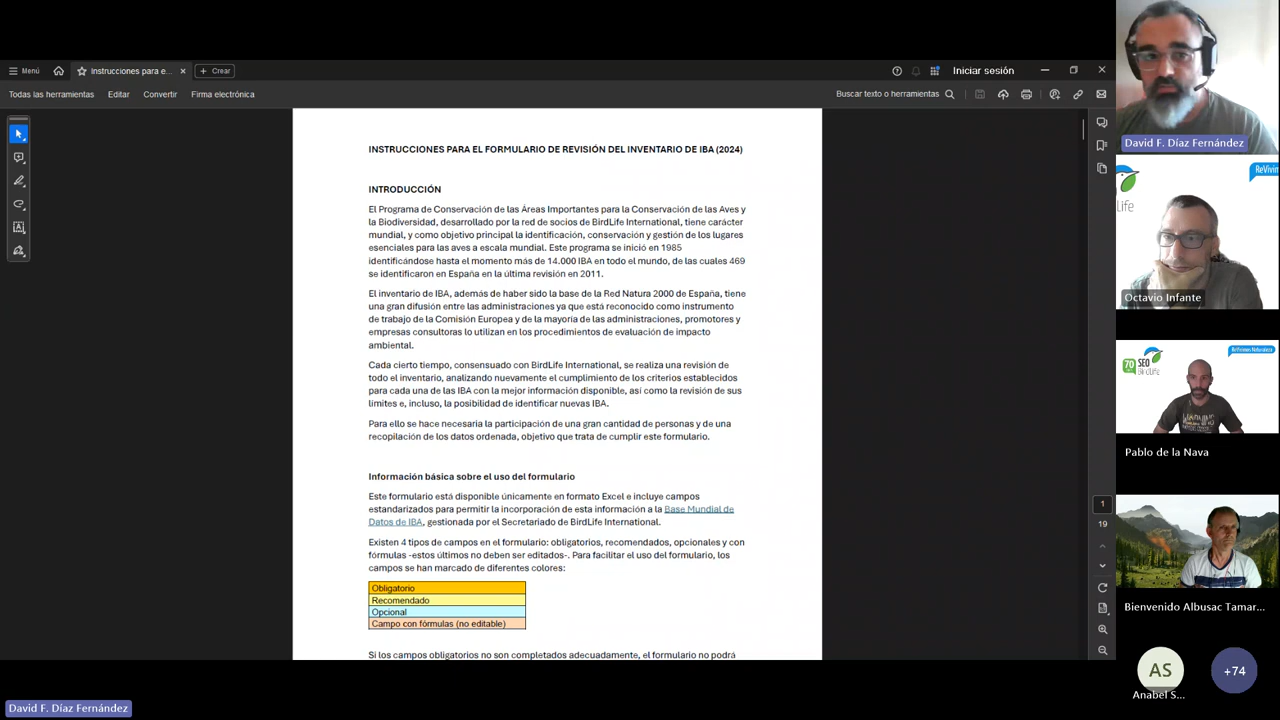 Menú
Instrucciones para e...
Crear
Iniciar sesión
Todas las herramientas
Editar
Convertir
Firma electrónica
Buscar texto o herramientas
INSTRUCCIONES PARA EL FORMULARIO DE REVISIÓN DEL INVENTARIO DE IBA (2024)
INTRODUCCIÓN
El Programa de Conservación de las Áreas Importantes para la Conservación de las Aves y
la Biodiversidad, desarrollado por la red de socios de BirdLife International, tiene carácter
mundial, y como objetivo principal la identificación, conservación y gestión de los lugares
esenciales para las aves a escala mundial. Este programa se inició en 1985
identificándose hasta el momento más de 14.000 IBA en todo el mundo, de las cuales 469
se identificaron en España en la última revisión en 2011.
El inventario de IBA, además de haber sido la base de la Red Natura 2000 de España, tiene
una gran difusión entre las administraciones ya que está reconocido como instrumento
de trabajo de la Comisión Europea y de la mayoría de las administraciones, promotores y
empresas consultoras lo utilizan en los procedimientos de evaluación de impacto
ambiental.
Cada cierto tiempo, consensuado con BirdLife International, se realiza una revisión de
todo el inventario, analizando nuevamente el cumplimiento de los criterios establecidos
para cada una de las IBA con la mejor información disponible, así como la revisión de sus
límites e, incluso, la posibilidad de identificar nuevas IBA.
Para ello se hace necesaria la participación de una gran cantidad de personas y de una
recopilación de los datos ordenada, objetivo que trata de cumplir este formulario.
Información básica sobre el uso del formulario
Este formulario está disponible únicamente en formato Excel e incluye campos
estandarizados para permitir la incorporación de esta información a la Base Mundial de
Datos de IBA, gestionada por el Secretariado de BirdLife International.
Existen 4 tipos de campos en el formulario: obligatorios, recomendados, opcionales y con
fórmulas -estos últimos no deben ser editados-. Para facilitar el uso del formulario, los
campos se han marcado de diferentes colores:
Obligatorio
Recomendado
Opcional
Campo con fórmulas (no editable)
Si los campos obligatorios no son completados adecuadamente, el formulario no podrá
1
19
David F. Díaz Fernández
ReVivim
life
Octavio Infante
70
SEO
BirdLife
ReVivimos Naturaleza
Pablo de la Nava
Bienvenido Albusac Tamar...
AS
+74
Anabel S...
David F. Díaz Fernández